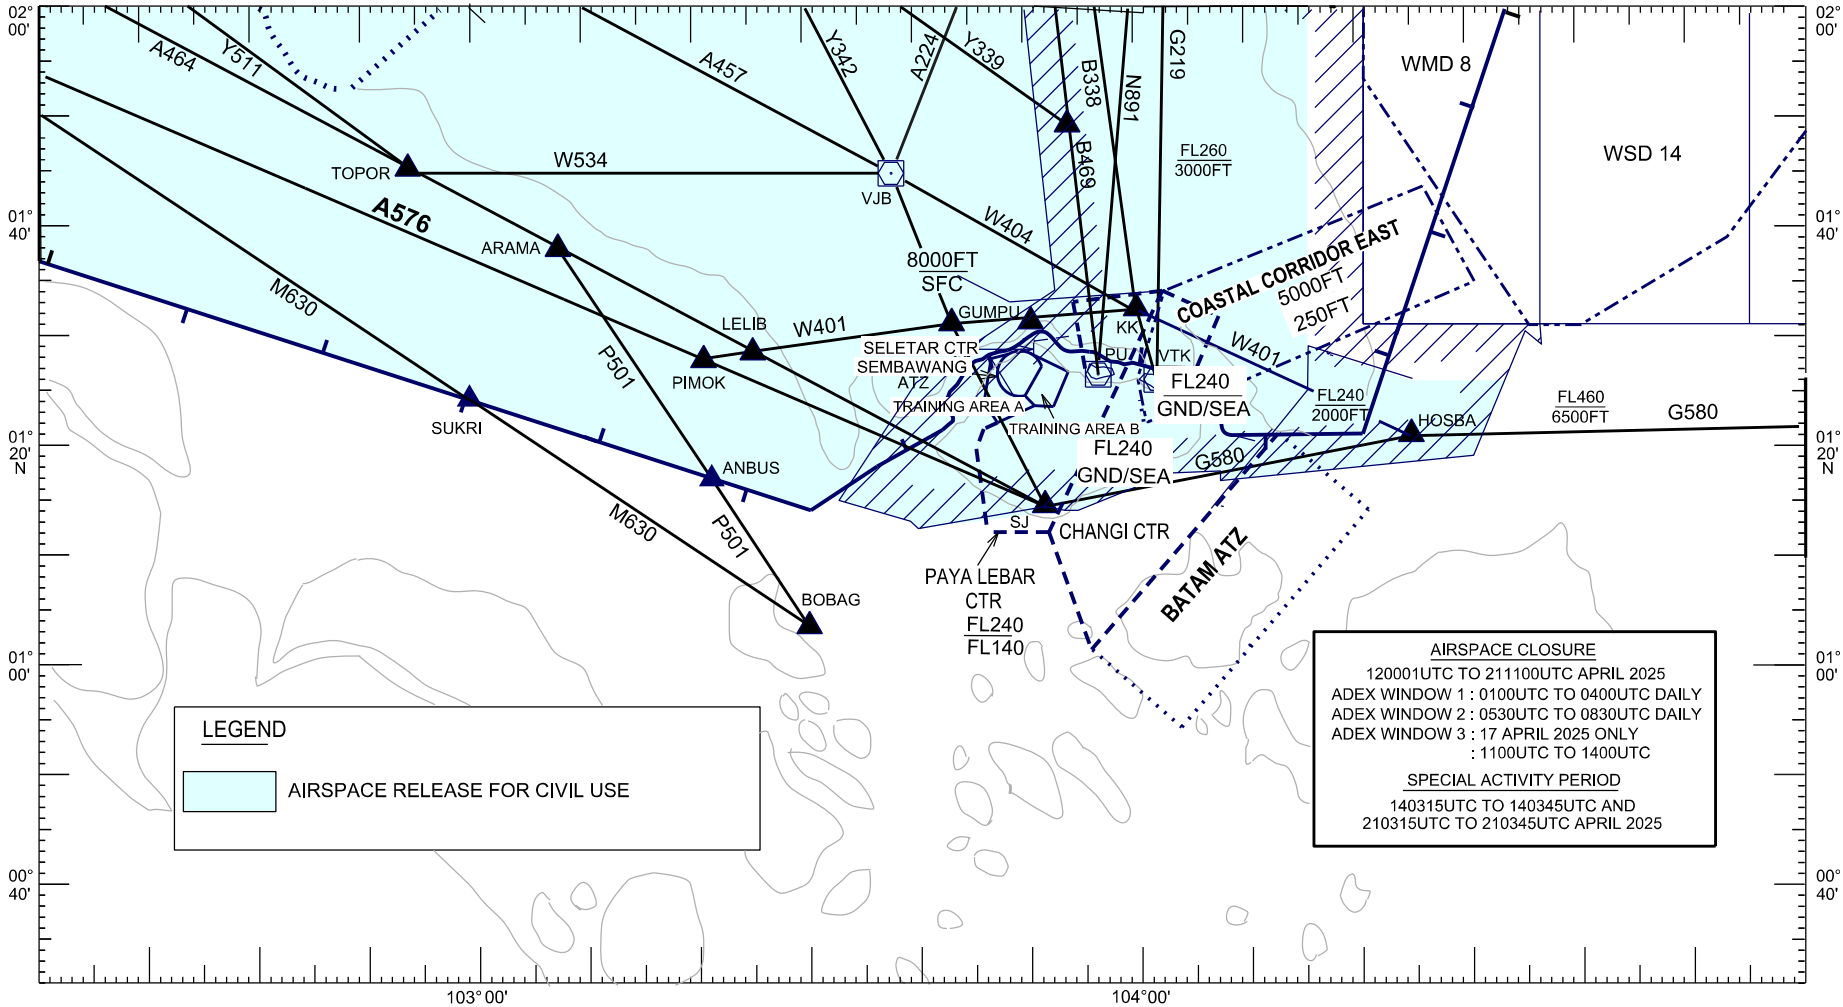 02°
00'
A464
Y511
A457
Y342
A224
Y339
B338
N891
G219
WMD 8
02°
00'
WSD 14
FL260
3000FT
B469
TOPOR
W534
VJB
01°
40'
A576
ARAMA
W404
8000FT
SFC
COASTAL CORRIDOR EAST
5000FT
250FT
01°
40'
M630
LELIB
W401
GUMPU
KK
W401
P501
PIMOK
SELETAR CTR
SEMBAWANG
ATZ
PU
VTK
FL240
GND/SEA
FL240
2000FT
FL460
6500FT
G580
HOSBA
TRAINING AREA A
TRAINING AREA B
SUKRI
01°
20'
N
FL240
GND/SEA
G580
01°
20'
N
ANBUS
M630
P501
SJ
CHANGI CTR
BATAM ATZ
PAYA LEBAR
CTR
FL240
FL140
BOBAG
01°
00'
01°
00'
AIRSPACE CLOSURE
120001UTC TO 211100UTC APRIL 2025
ADEX WINDOW 1 : 0100UTC TO 0400UTC DAILY
ADEX WINDOW 2 : 0530UTC TO 0830UTC DAILY
ADEX WINDOW 3 : 17 APRIL 2025 ONLY
: 1100UTC TO 1400UTC
SPECIAL ACTIVITY PERIOD
140315UTC TO 140345UTC AND
210315UTC TO 210345UTC APRIL 2025
LEGEND
AIRSPACE RELEASE FOR CIVIL USE
00°
40'
00°
40'
103°00'
104°00'